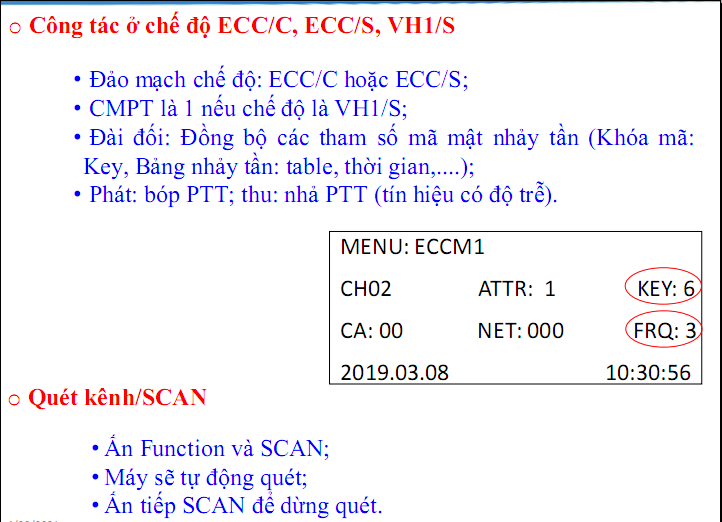 o Công tác ở chế độ ECC/C, ECC/S, VH1/S
• Đảo mạch chế độ: ECC/C hoặc ECC/S;
• CMPT là 1 nếu chế độ là VH1/S;
• Đài đối: Đồng bộ các tham số mã mật nhảy tần (Khóa mã:
Key, Bảng nhảy tần: table, thời gian,....);
• Phát: bóp PTT; thu: nhả PTT (tín hiệu có độ trễ).
MENU: ECCM1
CH02 ATTR: 1 KEY: 6
CA: 00 NET: 000 FRQ: 3
2019.03.08 10:30:56
o Quét kênh/SCAN
• Ấn Function và SCAN;
• Máy sẽ tự động quét;
• Ấn tiếp SCAN để dừng quét.